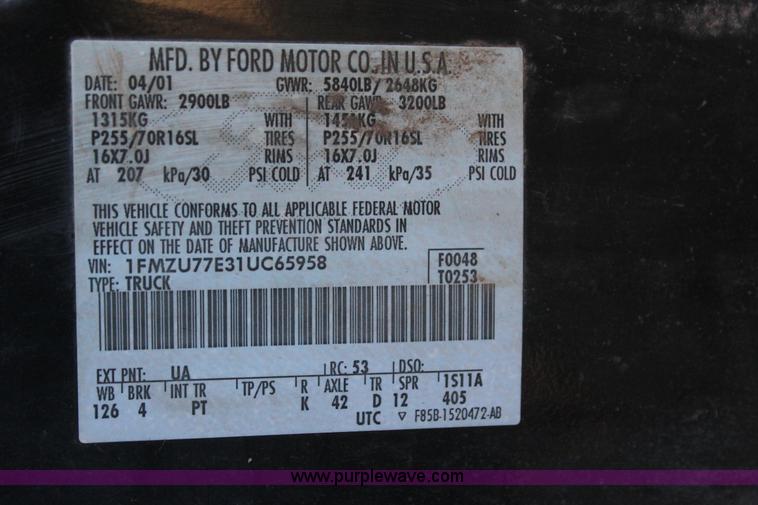 MFD. BY FORD MOTOR CO. IN U.S.A.
DATE: 04/01 GVWR: 5840LB/ 2648KG
FRONT GAWR: 2900LB REAR GAWR: 3200LB
1315KG WITH 1451KG WITH
P255/70R16SL TIRES P255/70R16SL TIRES
16X7.0J RIMS 16X7.0J RIMS
AT 207 kPa/30 PSI COLD AT 241 kPa/35 PSI COLD
THIS VEHICLE CONFORMS TO ALL APPLICABLE FEDERAL MOTOR
VEHICLE SAFETY AND THEFT PREVENTION STANDARDS IN
EFFECT ON THE DATE OF MANUFACTURE SHOWN ABOVE.
VIN: 1FMZU77E31UC65958 F0048
TYPE: TRUCK T0253
EXT PNT: UA RC: 53 DSO:
WB BRK INT TR TP/PS R AXLE TR SPR 1S11A
126 4 PT K 42 D 12 405
UTC ▽ F85B-1520472-AB
www.purplewave.com